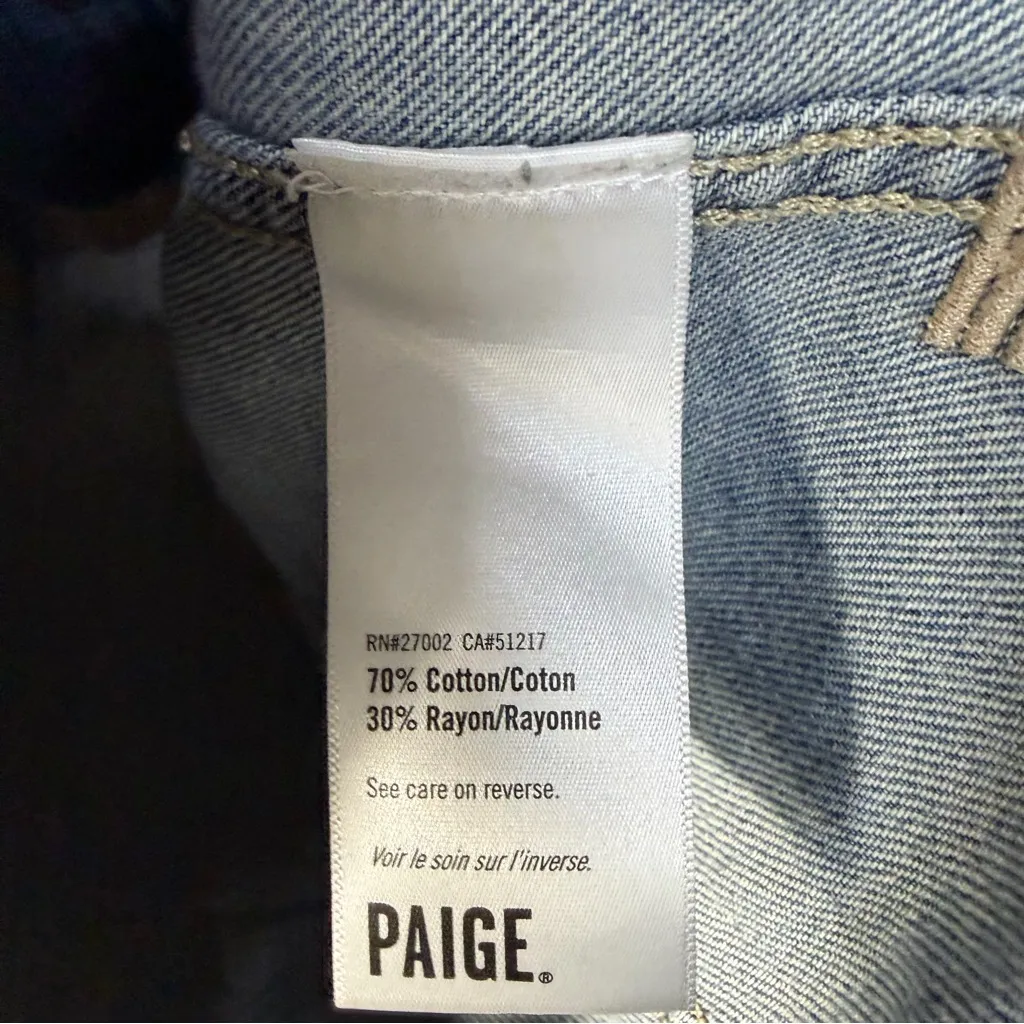 RN#27002 CA#51217
70% Cotton/Coton
30% Rayon/Rayonne
See care on reverse.
Voir le soin sur l'inverse.
PAIGE®